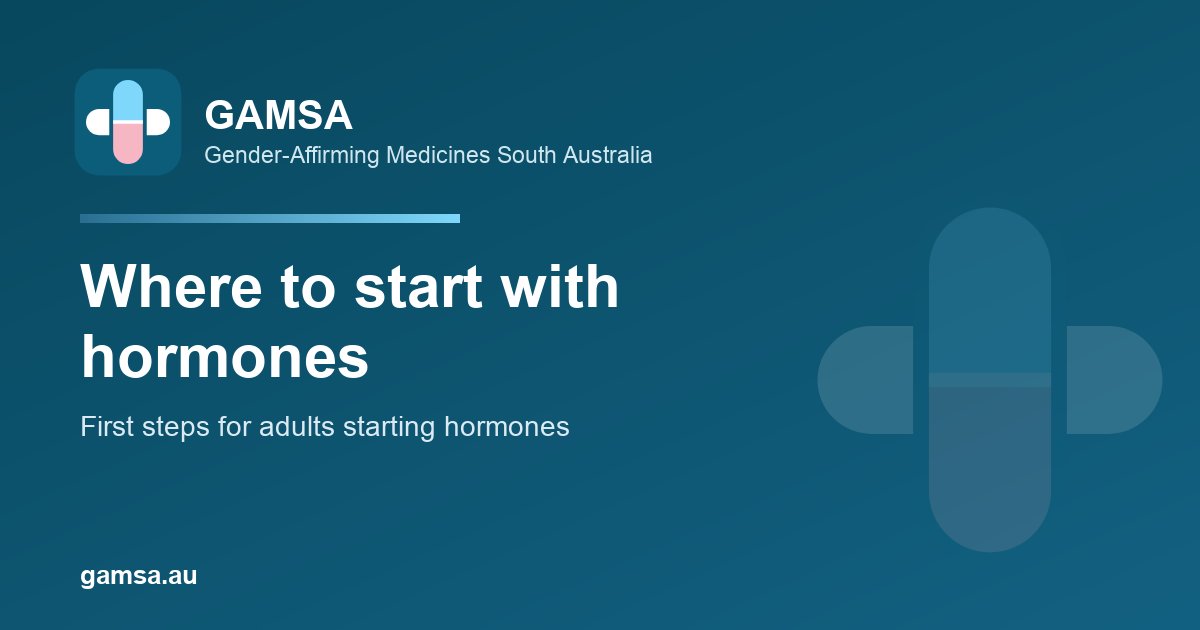 GAMSA
Gender-Affirming Medicines South Australia
Where to start with
hormones
First steps for adults starting hormones
gamsa.au